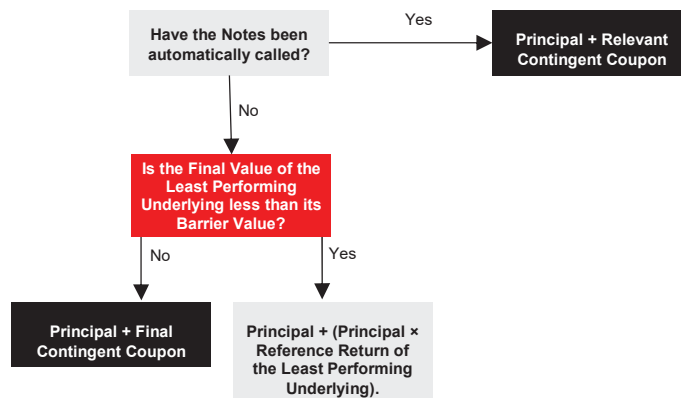 Have the Notes been
automatically called?
Yes
Principal + Relevant
Contingent Coupon
No
Is the Final Value of the
Least Performing
Underlying less than its
Barrier Value?
No
Yes
Principal + Final
Contingent Coupon
Principal + (Principal ×
Reference Return of
the Least Performing
Underlying).